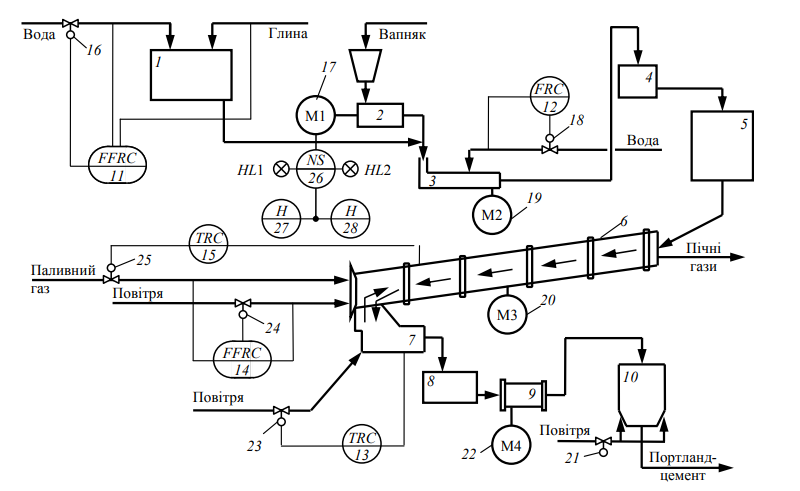 Вода
16
Глина
Вапняк
17
1
M1
2
FRC
12
18
4
5
Вода
FFRC
11
HL1
NS
26
HL2
3
H
27
H
28
M2
19
TRC
15
25
6
Пічні
гази
Паливний
газ
Повітря
24
M3
20
FFRC
14
7
8
9
10
Повітря
23
TRC
13
22
M4
Повітря
21
Портланд-
цемент